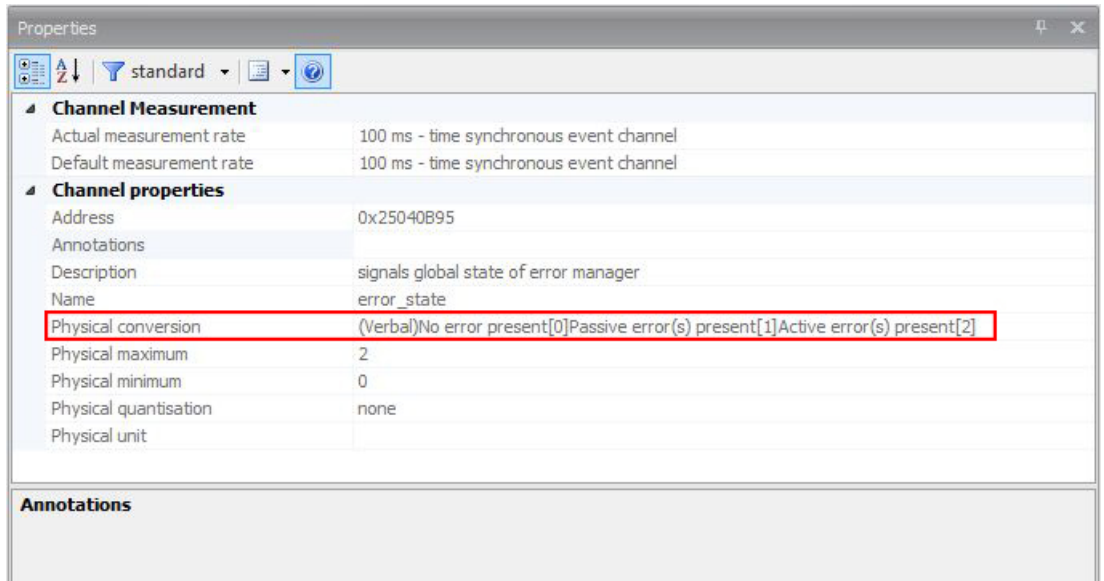 Properties
standard
Channel Measurement
Actual measurement rate 100 ms - time synchronous event channel
Default measurement rate 100 ms - time synchronous event channel
Channel properties
Address 0x25040B95
Annotations
Description signals global state of error manager
Name error_state
Physical conversion (Verbal)No error present[0]Passive error(s) present[1]Active error(s) present[2]
Physical maximum 2
Physical minimum 0
Physical quantisation none
Physical unit
Annotations